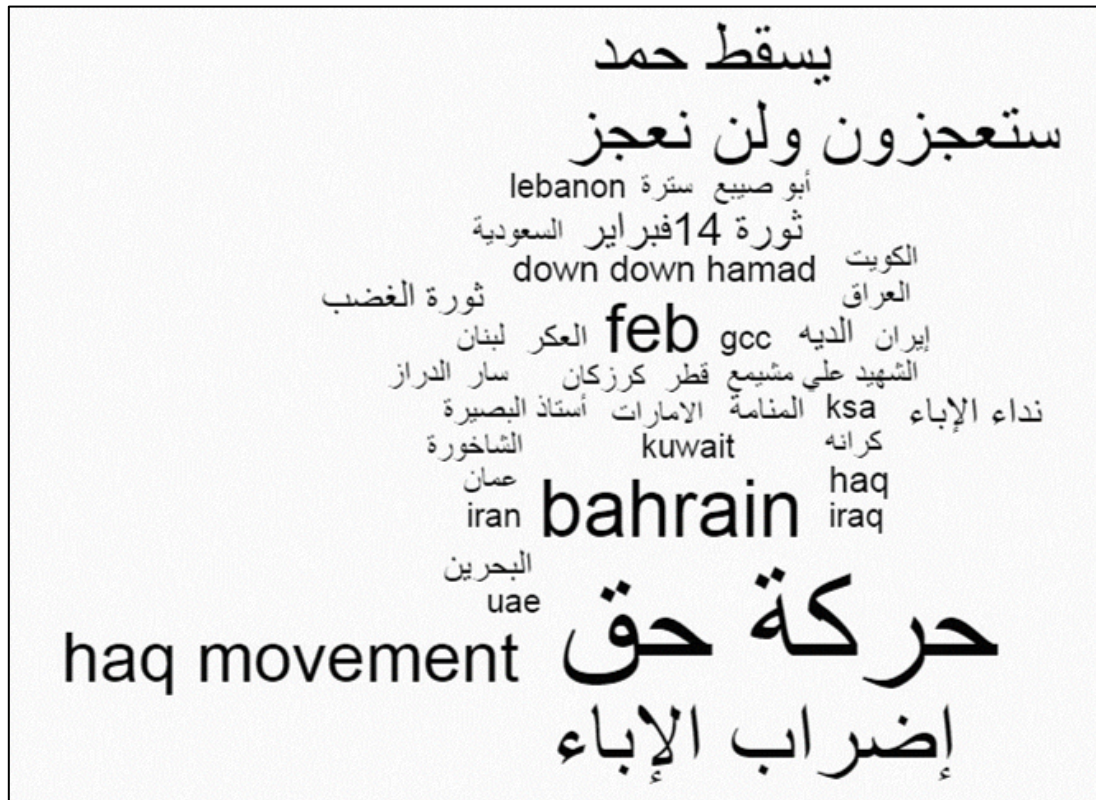 يسقط حمد
ستعجزون ولن نعجز
أبو صيبع سترة lebanon
ثورة 14فبراير السعودية
الكويت
down down hamad
العراق
ثورة الغضب
إيران الديه gcc feb العكر لبنان
الشهيد علي مشيمع قطر كرزكان سار الدراز
نداء الإباء ksa المنامة الامارات أستاذ البصيرة
كرانه kuwait الشاخورة
عمان
haq
iran bahrain iraq
البحرين
uae
haq movement حركة حق
إضراب الإباء